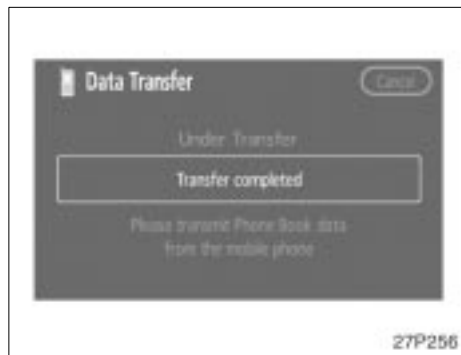 Data Transfer
Cancel
Under Transfer
Transfer completed
Please transmit Phone Book data
from the mobile phone
27P256